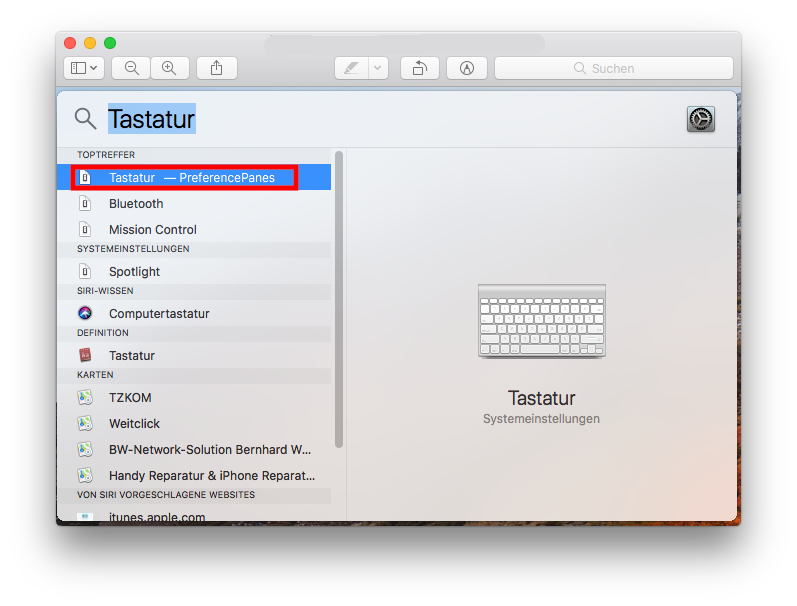 Suchen
Tastatur
TOPTREFFER
Tastatur — PreferencePanes
Bluetooth
Mission Control
SYSTEMEINSTELLUNGEN
Spotlight
SIRI-WISSEN
Computertastatur
DEFINITION
Tastatur
KARTEN
TZKOM
Weitclick
BW-Network-Solution Bernhard W...
Handy Reparatur & iPhone Reparat...
VON SIRI VORGESCHLAGENE WEBSITES
itunes.apple.com
Tastatur
Systemeinstellungen